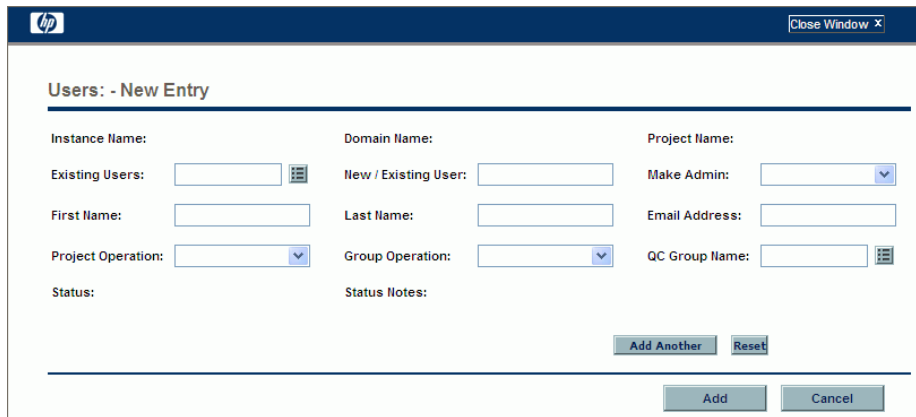 hp Close Window x
Users: - New Entry
Instance Name: Domain Name: Project Name:
Existing Users: New / Existing User: Make Admin:
First Name: Last Name: Email Address:
Project Operation: Group Operation: QC Group Name:
Status: Status Notes:
Add Another Reset
Add Cancel